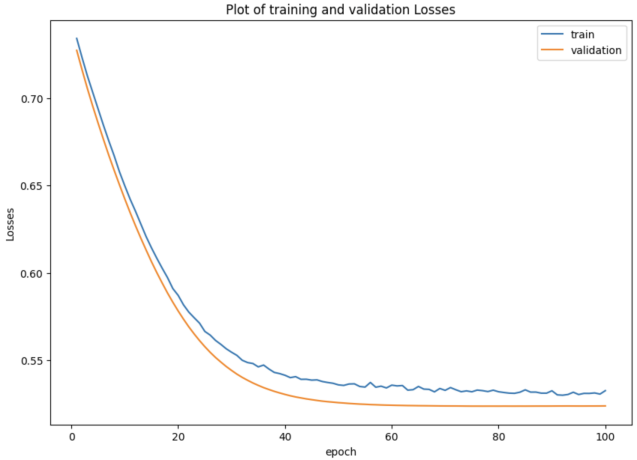 Plot of training and validation Losses
train
validation
Losses
0.70
0.65
0.60
0.55
0
20
40
60
80
100
epoch